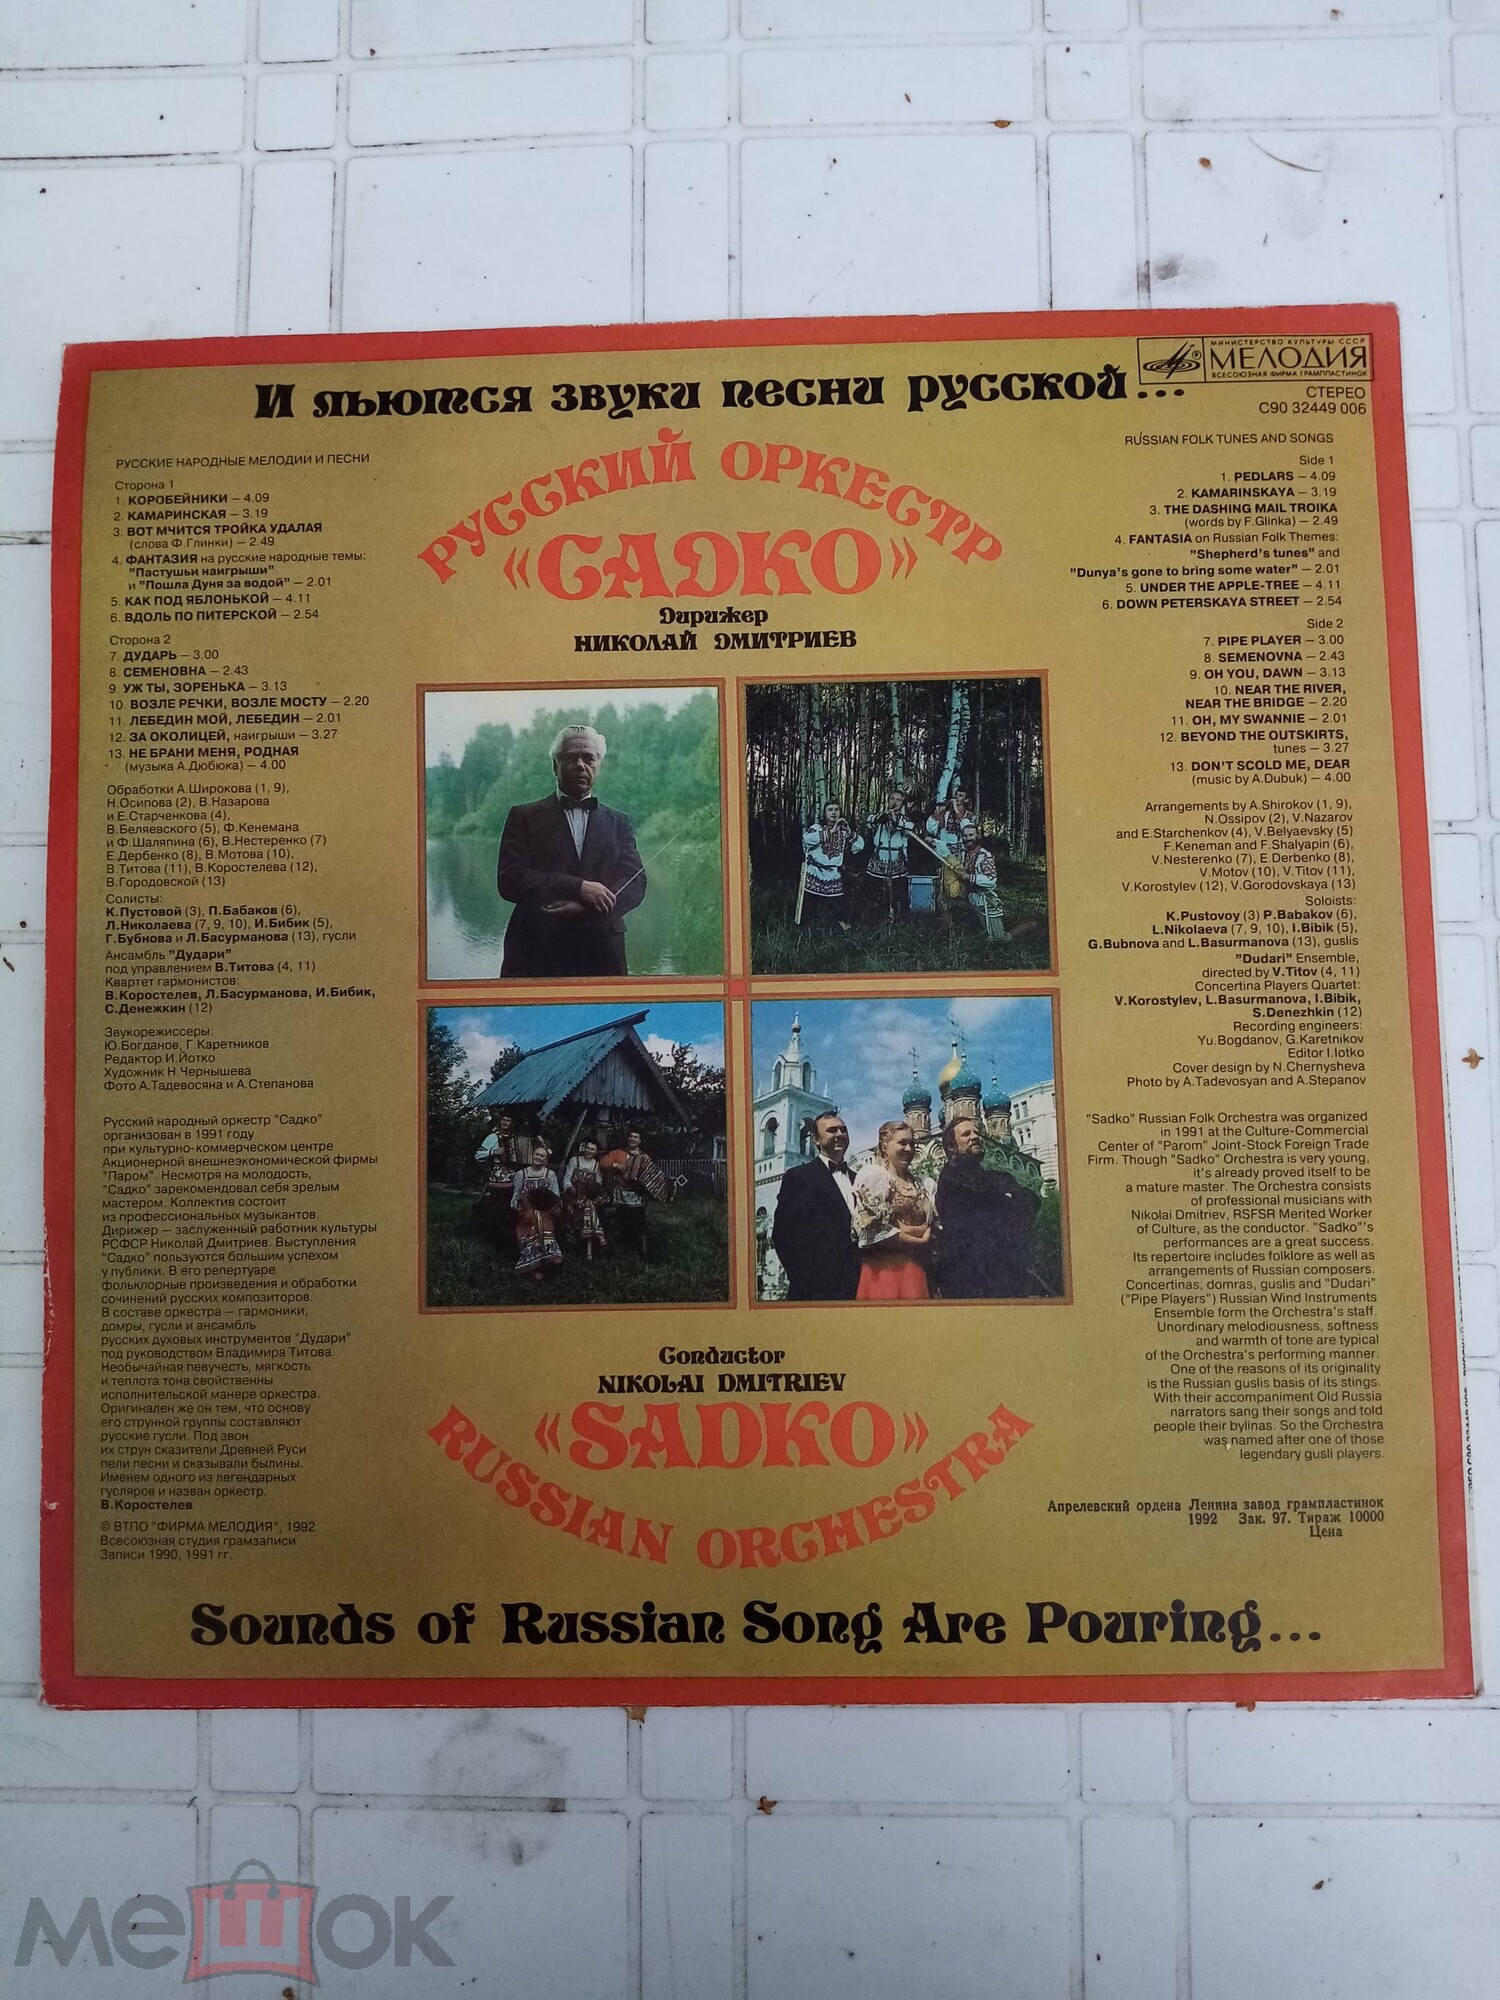 И льются звуки песни русской...
МИНИСТЕРСТВО КУЛЬТУРЫ СССР
МЕЛОДИЯ
ВСЕСОЮЗНАЯ ФИРМА ГРАМПЛАСТИНОК
СТЕРЕО
С90 32449 006
РУССКИЙ ОРКЕСТР
«САДКО»
Дирижер
НИКОЛАЙ ДМИТРИЕВ
РУССКИЕ НАРОДНЫЕ МЕЛОДИИ И ПЕСНИ
Сторона 1
1. КОРОБЕЙНИКИ – 4.09
2. КАМАРИНСКАЯ – 3.19
3. ВОТ МЧИТСЯ ТРОЙКА УДАЛАЯ
(слова Ф.Глинки) – 2.49
4. ФАНТАЗИЯ на русские народные темы:
"Пастушьи наигрыши"
и "Пошла Дуня за водой" – 2.01
5. КАК ПОД ЯБЛОНЬКОЙ – 4.11
6. ВДОЛЬ ПО ПИТЕРСКОЙ – 2.54
Сторона 2
7. ДУДАРЬ – 3.00
8. СЕМЕНОВНА – 2.43
9. УЖ ТЫ, ЗОРЕНЬКА – 3.13
10. ВОЗЛЕ РЕЧКИ, ВОЗЛЕ МОСТУ – 2.20
11. ЛЕБЕДИН МОЙ, ЛЕБЕДИН – 2.01
12. ЗА ОКОЛИЦЕЙ, наигрыши – 3.27
13. НЕ БРАНИ МЕНЯ, РОДНАЯ
(музыка А.Дюбюка) – 4.00
Обработки А.Широкова (1, 9),
Н.Осипова (2), В.Назарова
и Е.Старченкова (4),
В.Беляевского (5), Ф.Кенемана
и Ф.Шаляпина (6), В.Нестеренко (7)
Е.Дербенко (8), В.Мотова (10),
В.Титова (11), В.Коростелева (12),
В.Городовской (13)
Солисты:
К.Пустовой (3), П.Бабаков (6),
Л.Николаева (7, 9, 10), И.Бибик (5),
Г.Бубнова и Л.Басурманова (13), гусли
Ансамбль "Дудари"
под управлением В.Титова (4, 11)
Квартет гармонистов:
В.Коростелев, Л.Басурманова, И.Бибик,
С.Денежкин (12)
Звукорежиссеры:
Ю.Богданов, Г.Каретников
Редактор И.Йотко
Художник Н.Чернышева
Фото А.Тадевосяна и А.Степанова
Русский народный оркестр "Садко"
организован в 1991 году
при культурно-коммерческом центре
Акционерной внешнеэкономической фирмы
"Паром". Несмотря на молодость,
"Садко" зарекомендовал себя зрелым
мастером. Коллектив состоит
из профессиональных музыкантов.
Дирижер – заслуженный работник культуры
РСФСР Николай Дмитриев. Выступления
"Садко" пользуются большим успехом
у публики. В его репертуаре
фольклорные произведения и обработки
сочинений русских композиторов.
В составе оркестра – гармоники,
домры, гусли и ансамбль
русских духовых инструментов "Дудари"
под руководством Владимира Титова.
Необычайная певучесть, мягкость
и теплота тона свойственны
исполнительской манере оркестра.
Оригинален же он тем, что основу
его струнной группы составляют
русские гусли. Под звон
их струн сказители Древней Руси
пели песни и сказывали былины.
Именем одного из легендарных
гусляров и назван оркестр.
В.Коростелев
© ВТПО "ФИРМА МЕЛОДИЯ", 1992
Всесоюзная студия грамзаписи
Записи 1990, 1991 гг.
RUSSIAN FOLK TUNES AND SONGS
Side 1
1. PEDLARS – 4.09
2. KAMARINSKAYA – 3.19
3. THE DASHING MAIL TROIKA
(words by F.Glinka) – 2.49
4. FANTASIA on Russian Folk Themes:
"Shepherd's tunes" and
"Dunya's gone to bring some water" – 2.01
5. UNDER THE APPLE-TREE – 4.11
6. DOWN PETERSKAYA STREET – 2.54
Side 2
7. PIPE PLAYER – 3.00
8. SEMENOVNA – 2.43
9. OH YOU, DAWN – 3.13
10. NEAR THE RIVER,
NEAR THE BRIDGE – 2.20
11. OH, MY SWANNIE – 2.01
12. BEYOND THE OUTSKIRTS,
tunes – 3.27
13. DON'T SCOLD ME, DEAR
(music by A.Dubuk) – 4.00
Arrangements by A.Shirokov (1, 9),
N.Ossipov (2), V.Nazarov
and E.Starchenkov (4), V.Belyaevsky (5)
F.Keneman and F.Shalyapin (6),
V.Nesterenko (7), E.Derbenko (8),
V.Motov (10), V.Titov (11),
V.Korostylev (12), V.Gorodovskaya (13)
Soloists:
K.Pustovoy (3) P.Babakov (6),
L.Nikolaeva (7, 9, 10), I.Bibik (5),
G.Bubnova and L.Basurmanova (13), guslis
"Dudari" Ensemble,
directed by V.Titov (4, 11)
Concertina Players Quartet:
V.Korostylev, L.Basurmanova, I.Bibik,
S.Denezhkin (12)
Recording engineers:
Yu.Bogdanov, G.Karetnikov
Editor I.Iotko
Cover design by N.Chernysheva
Photo by A.Tadevosyan and A.Stepanov
"Sadko" Russian Folk Orchestra was organized
in 1991 at the Culture-Commercial
Center of "Parom" Joint-Stock Foreign Trade
Firm. Though "Sadko" Orchestra is very young,
it's already proved itself to be
a mature master. The Orchestra consists
of professional musicians with
Nikolai Dmitriev, RSFSR Merited Worker
of Culture, as the conductor. "Sadko"'s
performances are a great success.
Its repertoire includes folklore as well as
arrangements of Russian composers.
Concertinas, domras, guslis and "Dudari"
("Pipe Players") Russian Wind Instruments
Ensemble form the Orchestra's staff.
Unordinary melodiousness, softness
and warmth of tone are typical
of the Orchestra's performing manner.
One of the reasons of its originality
is the Russian guslis basis of its stings.
With their accompaniment Old Russia
narrators sang their songs and told
people their bylinas. So the Orchestra
was named after one of those
legendary gusli players.
Conductor
NIKOLAI DMITRIEV
«SADKO»
RUSSIAN ORCHESTRA
Апрелевский ордена Ленина завод грампластинок
1992 Зак. 97. Тираж 10000
Цена
Sounds of Russian Song Are Pouring...
мешок